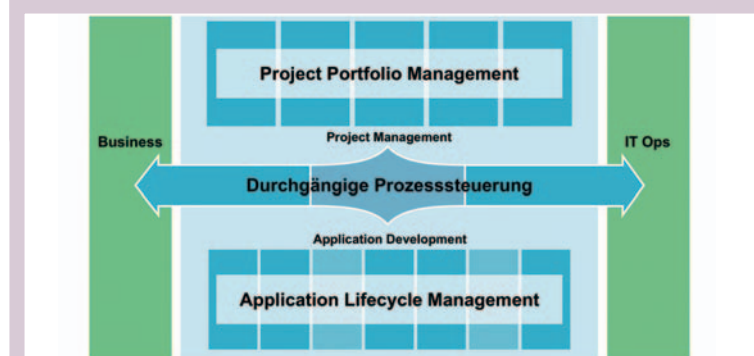 Project Portfolio Management
Project Management
Business
IT Ops
Durchgängige Prozesssteuerung
Application Development
Application Lifecycle Management